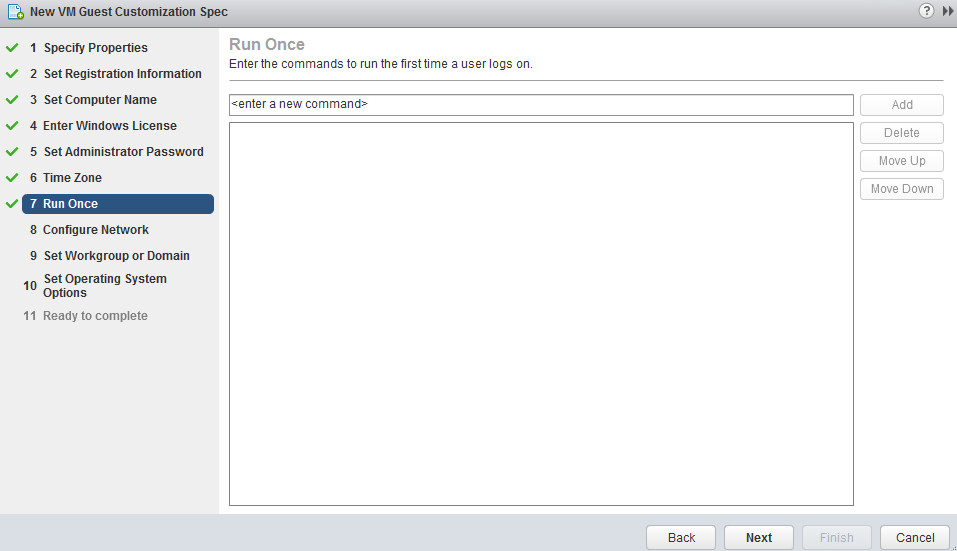 New VM Guest Customization Spec
?
1 Specify Properties
2 Set Registration Information
3 Set Computer Name
4 Enter Windows License
5 Set Administrator Password
6 Time Zone
7 Run Once
8 Configure Network
9 Set Workgroup or Domain
10 Set Operating System
Options
11 Ready to complete
Run Once
Enter the commands to run the first time a user logs on.
<enter a new command>
Add
Delete
Move Up
Move Down
Back
Next
Finish
Cancel